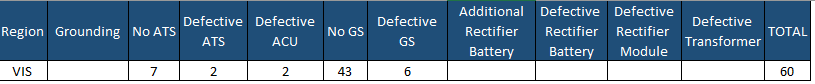 Region Grounding No ATS Defective ATS Defective ACU No GS Defective GS Additional Rectifier Battery Defective Rectifier Battery Defective Rectifier Module Defective Transformer TOTAL
VIS 7 2 2 43 6 60